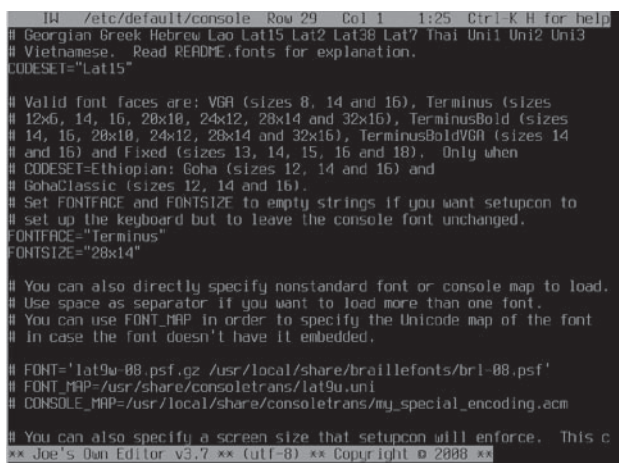 IW /etc/default/console Row 29 Col 1 1:25 Ctrl-K H for help
# Georgian Greek Hebrew Lao Lat15 Lat2 Lat38 Lat7 Thai Uni1 Uni2 Uni3
# Vietnamese. Read README.fonts for explanation.
CODESET="Lat15"
# Valid font faces are: VGA (sizes 8, 14 and 16), Terminus (sizes
# 12x6, 14, 16, 20x10, 24x12, 28x14 and 32x16), TerminusBold (sizes
# 14, 16, 20x10, 24x12, 28x14 and 32x16), TerminusBoldVGA (sizes 14
# and 16) and Fixed (sizes 13, 14, 15, 16 and 18). Only when
# CODESET=Ethiopian: Goha (sizes 12, 14 and 16) and
# GohaClassic (sizes 12, 14 and 16).
# Set FONTFACE and FONTSIZE to empty strings if you want setupcon to
# set up the keyboard but to leave the console font unchanged.
FONTFACE="Terminus"
FONTSIZE="28x14"
# You can also directly specify nonstandard font or console map to load.
# Use space as separator if you want to load more than one font.
# You can use FONT_MAP in order to specify the Unicode map of the font
# in case the font doesn't have it embedded.
# FONT='lat9w-08.psf.gz /usr/local/share/braillefonts/brl-08.psf'
# FONT_MAP=/usr/share/consoletrans/lat9u.uni
# CONSOLE_MAP=/usr/local/share/consoletrans/my_special_encoding.acm
# You can also specify a screen size that setupcon will enforce. This c
** Joe's Own Editor v3.7 ** (utf-8) ** Copyright © 2008 **